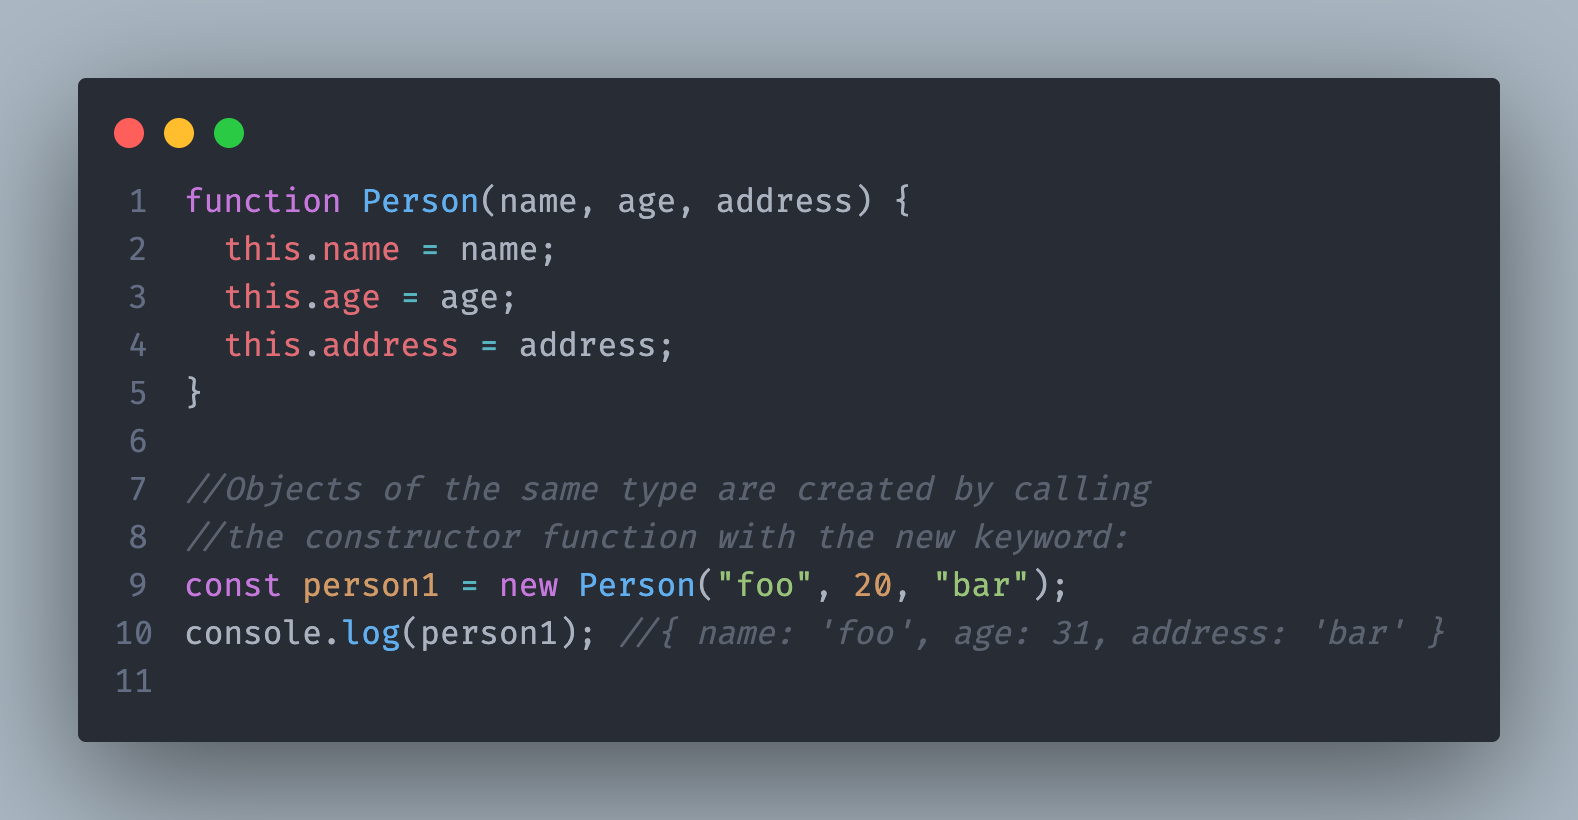 1 function Person(name, age, address) {
2   this.name = name;
3   this.age = age;
4   this.address = address;
5 }
6
7 //Objects of the same type are created by calling
8 //the constructor function with the new keyword:
9 const person1 = new Person("foo", 20, "bar");
10 console.log(person1); //{ name: 'foo', age: 31, address: 'bar' }
11